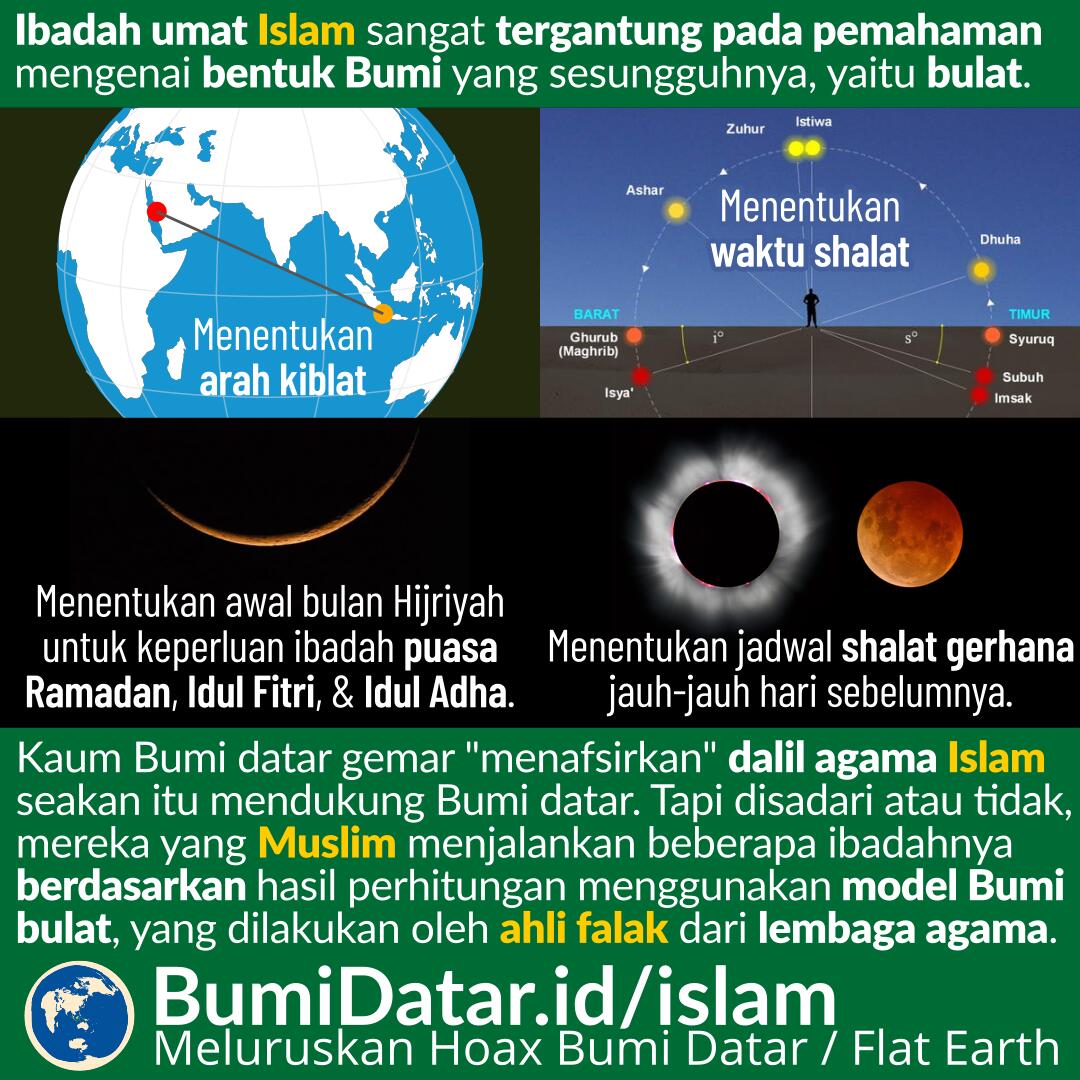 Ibadah umat Islam sangat tergantung pada pemahaman
mengenai bentuk Bumi yang sesungguhnya, yaitu bulat.
Menentukan
arah kiblat
Zuhur
Istiwa
Ashar
Menentukan
waktu shalat
Dhuha
BARAT
TIMUR
Ghurub
(Maghrib)
i°
s°
Syuruq
Isya'
Subuh
Imsak
Menentukan awal bulan Hijriyah
untuk keperluan ibadah puasa
Ramadan, Idul Fitri, & Idul Adha.
Menentukan jadwal shalat gerhana
jauh-jauh hari sebelumnya.
Kaum Bumi datar gemar "menafsirkan" dalil agama Islam
seakan itu mendukung Bumi datar. Tapi disadari atau tidak,
mereka yang Muslim menjalankan beberapa ibadahnya
berdasarkan hasil perhitungan menggunakan model Bumi
bulat, yang dilakukan oleh ahli falak dari lembaga agama.
BumiDatar.id/islam
Meluruskan Hoax Bumi Datar / Flat Earth